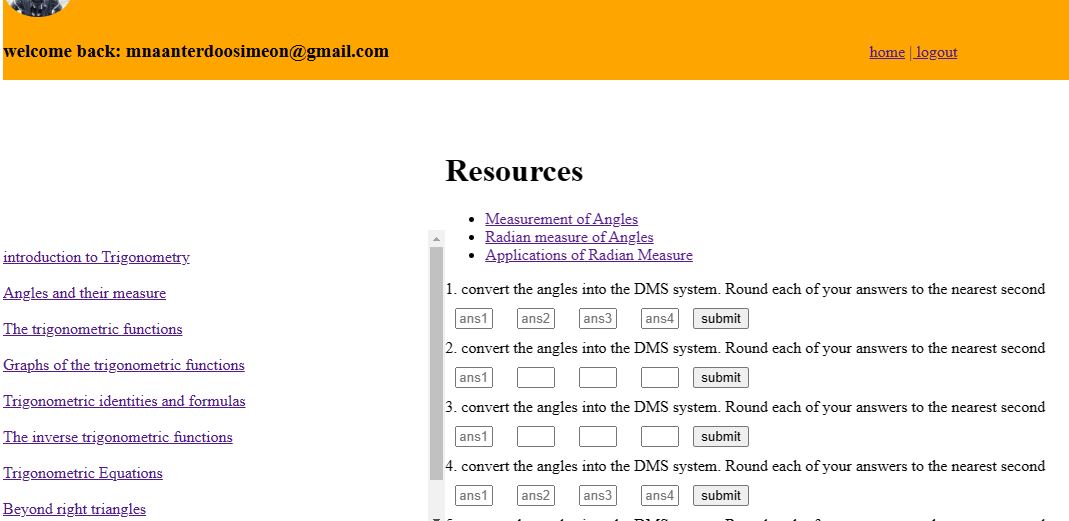 welcome back: mnaanterdoosimeon@gmail.com
home | logout
introduction to Trigonometry
Angles and their measure
The trigonometric functions
Graphs of the trigonometric functions
Trigonometric identities and formulas
The inverse trigonometric functions
Trigonometric Equations
Beyond right triangles
Resources
Measurement of Angles
Radian measure of Angles
Applications of Radian Measure
1. convert the angles into the DMS system. Round each of your answers to the nearest second
ans1 ans2 ans3 ans4 submit
2. convert the angles into the DMS system. Round each of your answers to the nearest second
ans1 submit
3. convert the angles into the DMS system. Round each of your answers to the nearest second
ans1 submit
4. convert the angles into the DMS system. Round each of your answers to the nearest second
ans1 ans2 ans3 ans4 submit